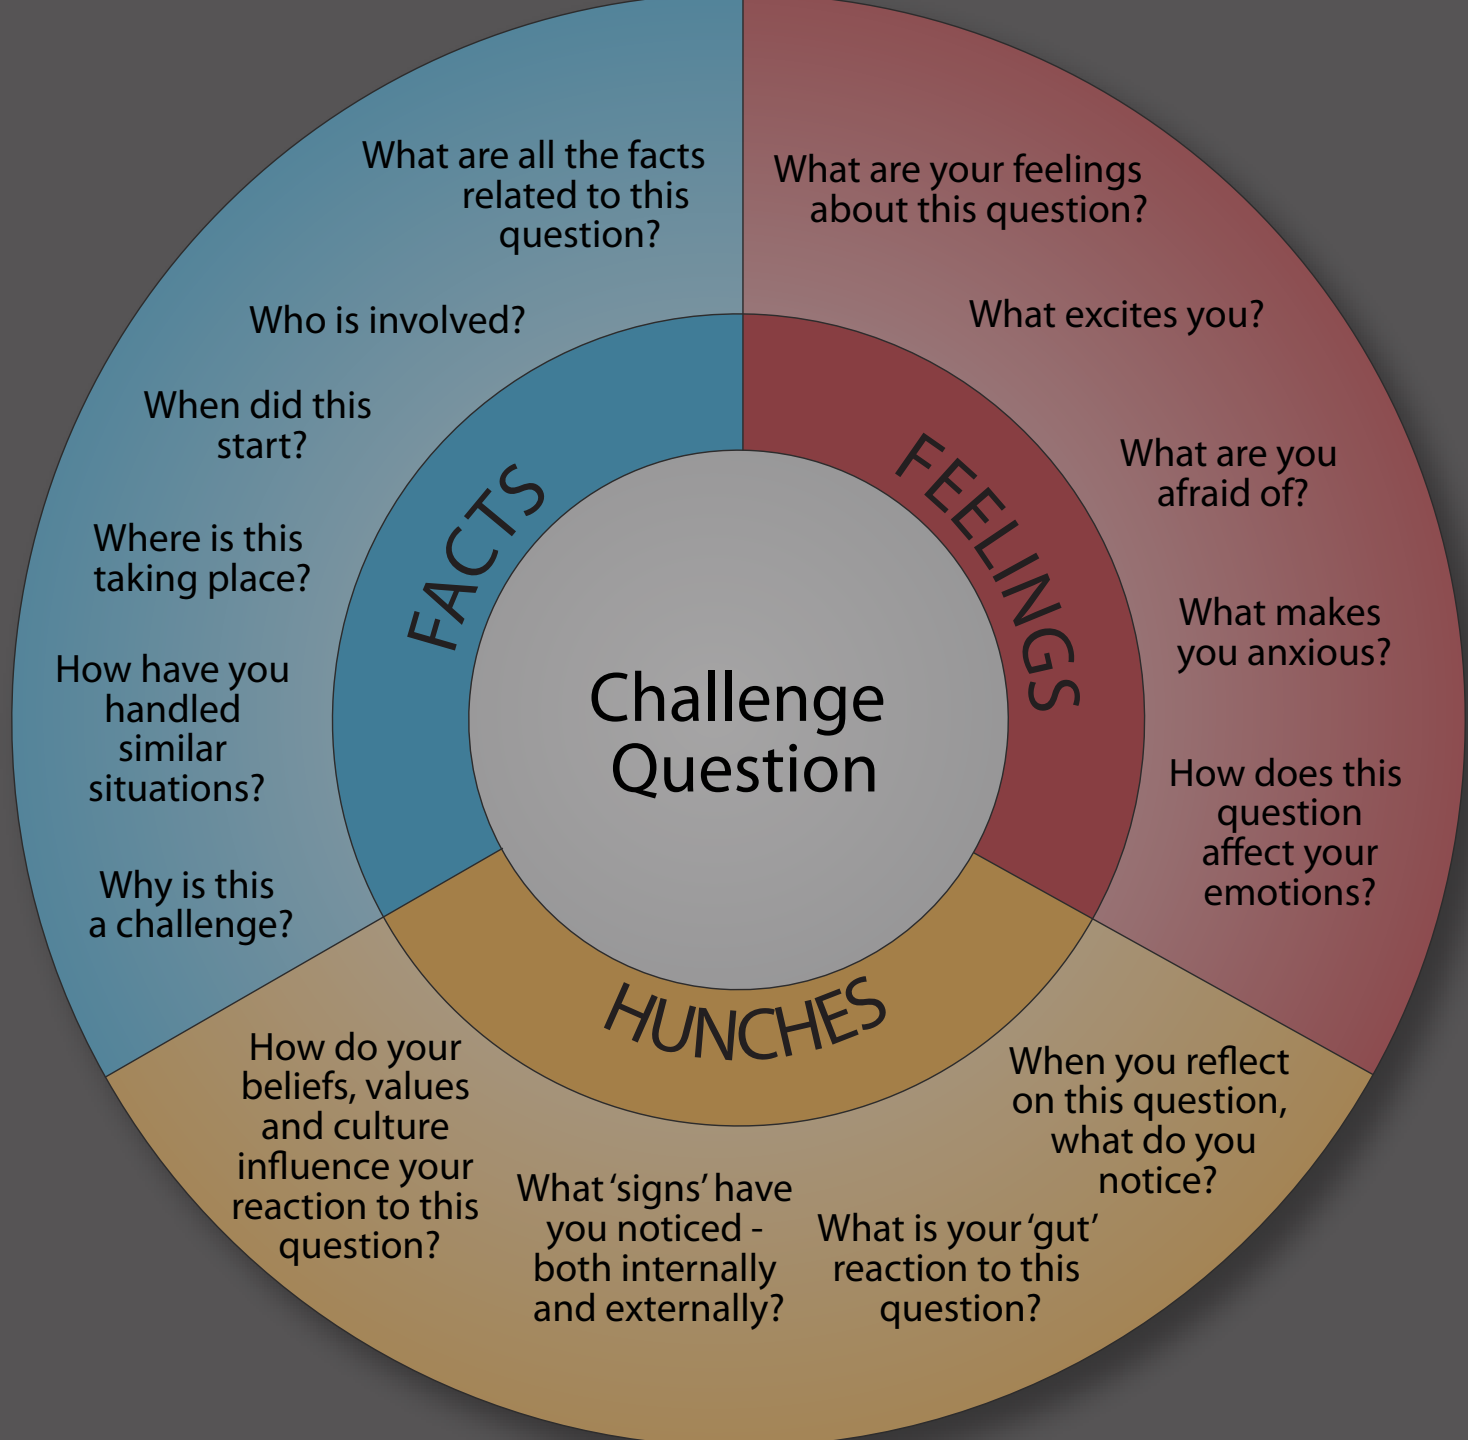 Challenge
Question
FACTS
What are all the facts
related to this
question?
Who is involved?
When did this
start?
Where is this
taking place?
How have you
handled
similar
situations?
Why is this
a challenge?
FEELINGS
What are your feelings
about this question?
What excites you?
What are you
afraid of?
What makes
you anxious?
How does this
question
affect your
emotions?
HUNCHES
How do your
beliefs, values
and culture
influence your
reaction to this
question?
What ‘signs’ have
you noticed -
both internally
and externally?
What is your ‘gut’
reaction to this
question?
When you reflect
on this question,
what do you
notice?